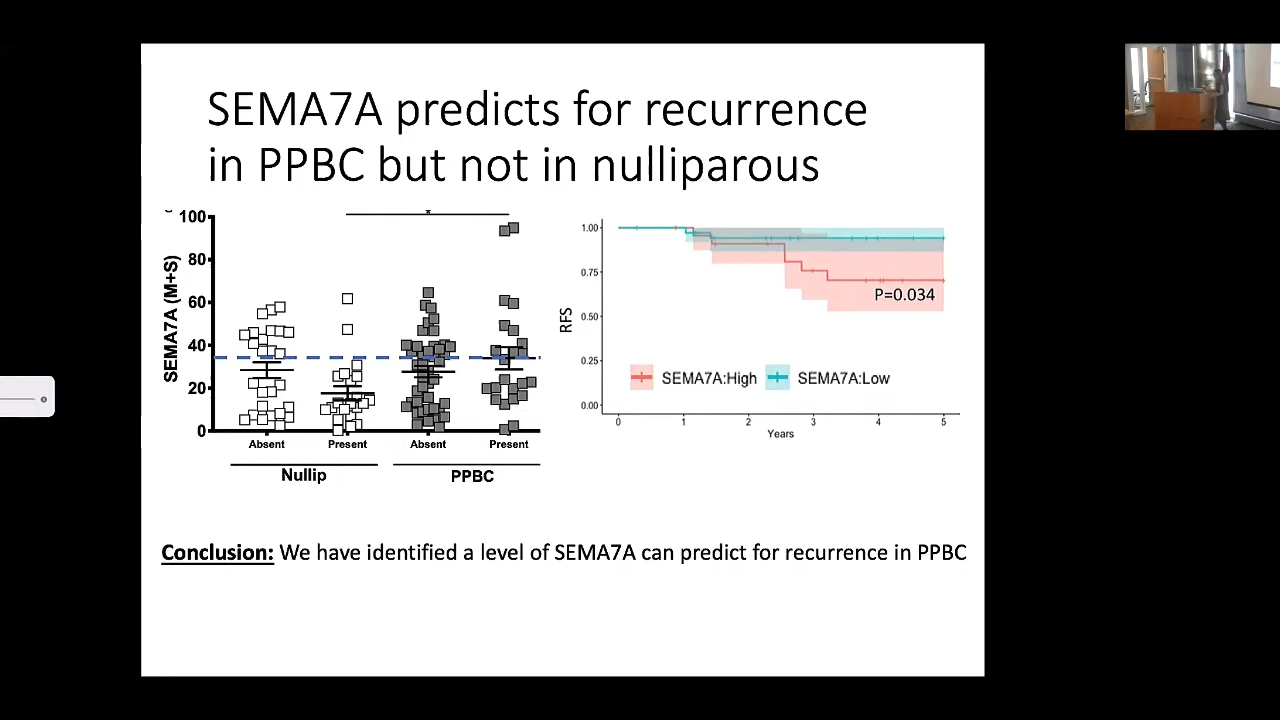 SEMA7A predicts for recurrence
in PPBC but not in nulliparous
*
100
80
60
40
20
0
SEMA7A (M+S)
Absent
Present
Absent
Present
Nullip
PPBC
1.00
0.75
0.50
0.25
0.00
RFS
P=0.034
SEMA7A:High
SEMA7A:Low
0 1 2 3 4 5
Years
Conclusion: We have identified a level of SEMA7A can predict for recurrence in PPBC